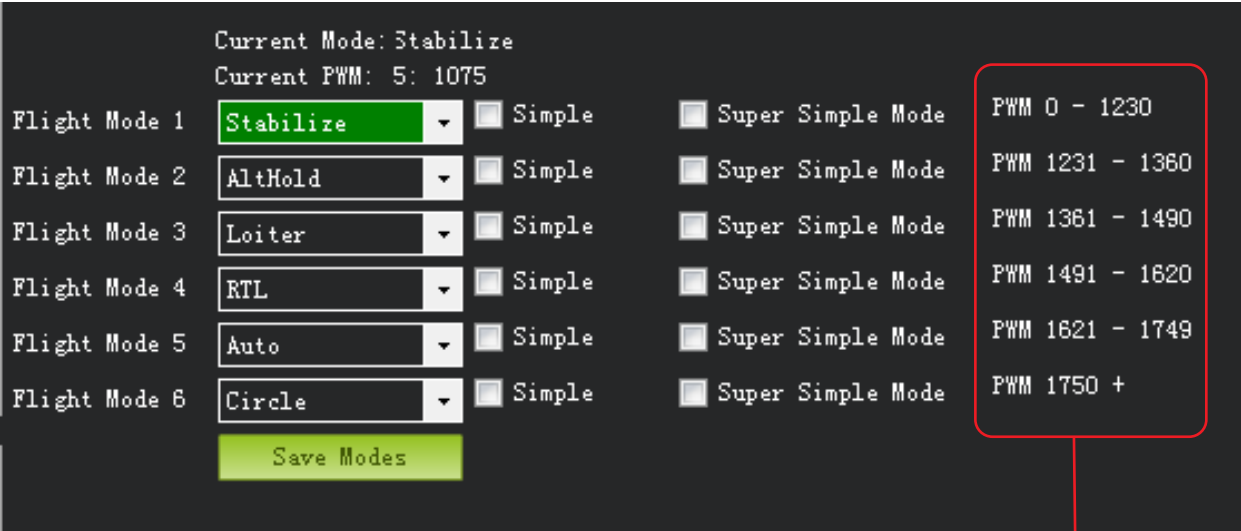 Current Mode:Stabilize
Current PWM: 5: 1075
Flight Mode 1 Stabilize Simple Super Simple Mode PWM 0 - 1230
Flight Mode 2 AltHold Simple Super Simple Mode PWM 1231 - 1360
Flight Mode 3 Loiter Simple Super Simple Mode PWM 1361 - 1490
Flight Mode 4 RTL Simple Super Simple Mode PWM 1491 - 1620
Flight Mode 5 Auto Simple Super Simple Mode PWM 1621 - 1749
Flight Mode 6 Circle Simple Super Simple Mode PWM 1750 +
Save Modes